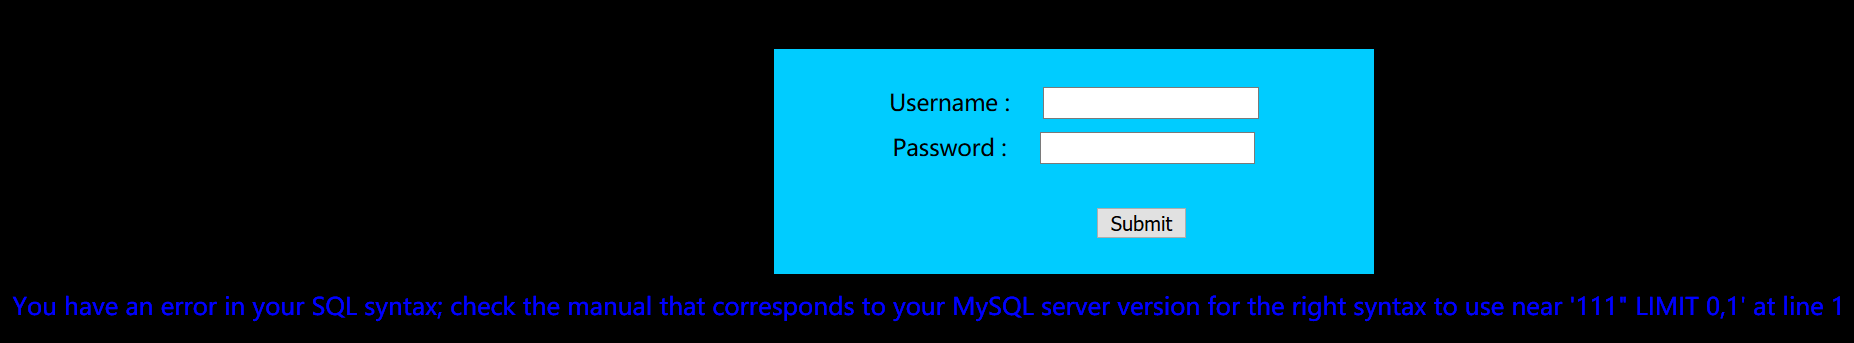 Username :
Password :
Submit
You have an error in your SQL syntax; check the manual that corresponds to your MySQL server version for the right syntax to use near '111'' LIMIT 0,1' at line 1